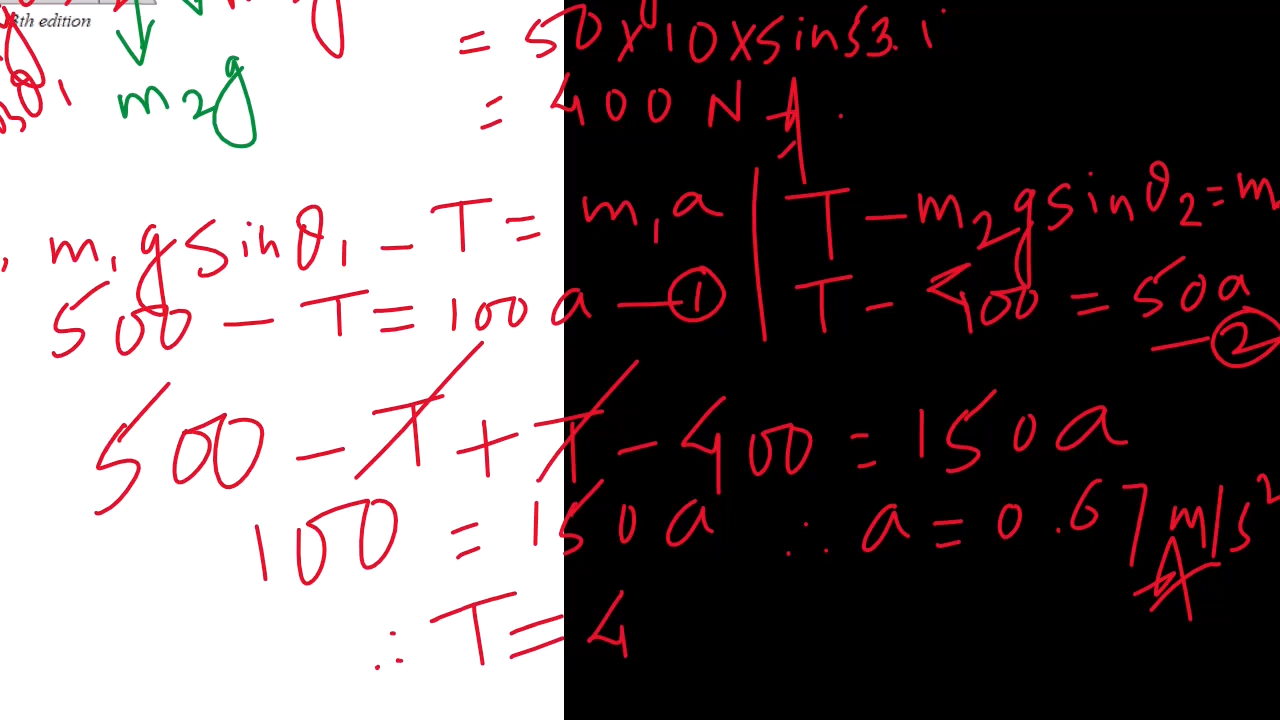 8th edition
= 50 x 10 x sin53.1
m2g
= 400 N
m1gsinθ1 - T = m1a | T - m2gsinθ2 = m
500 - T = 100a — ① | T - 400 = 50a
— ②
500 - T + T - 400 = 150a
100 = 150a ∴ a = 0.67 m/s²
∴ T = 4